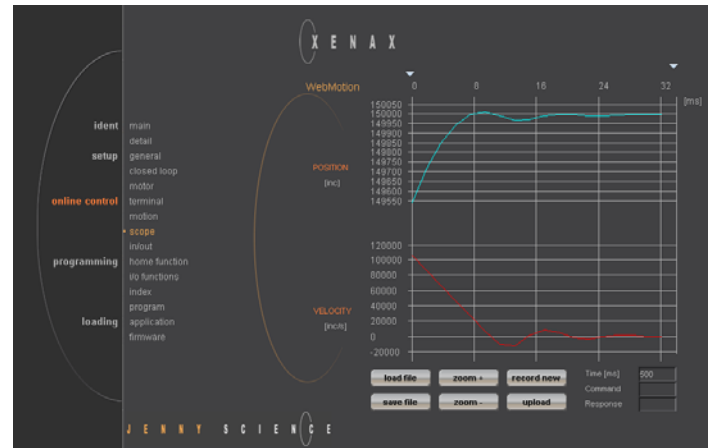 XENAX
WebMotion
ident
main
detail
setup
general
closed loop
motor
online control
terminal
motion
scope
in/out
programming
home function
i/o functions
index
program
loading
application
firmware
POSITION
[inc]
VELOCITY
[inc/s]
0 8 16 24 32
[ms]
150050
150000
149950
149900
149850
149800
149750
149700
149650
149600
149550
120000
100000
80000
60000
40000
20000
0
-20000
load file zoom + record new
save file zoom - upload
Time [ms] 500
Command
Response
JENNY SCIENCE